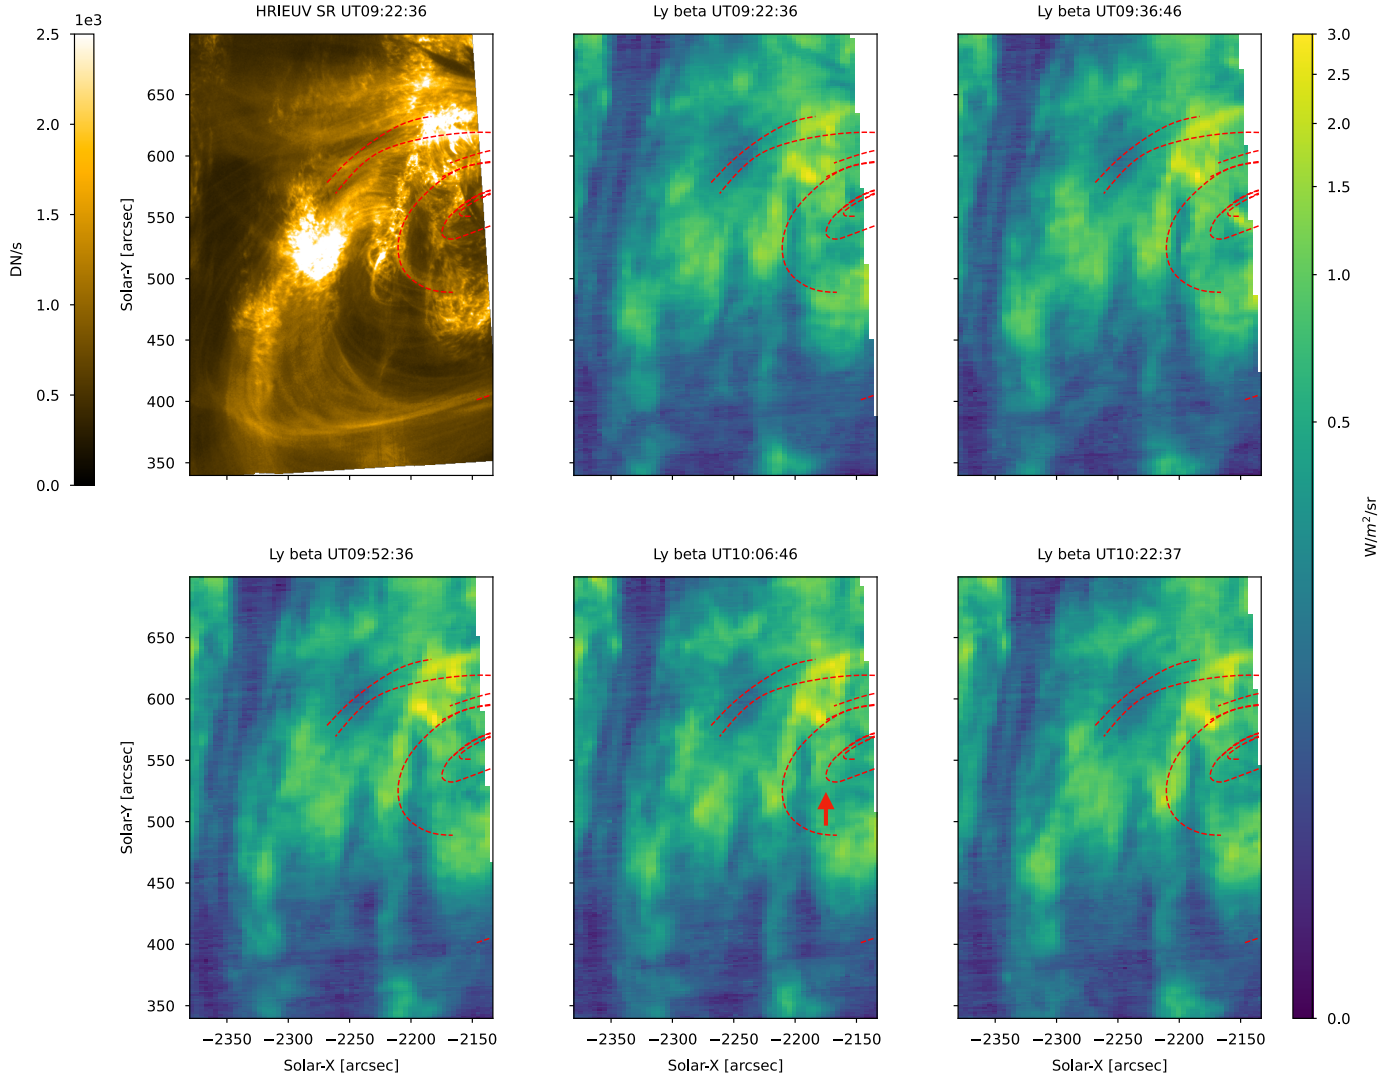 HRIEUV SR UT09:22:36
Ly beta UT09:22:36
Ly beta UT09:36:46
1e3
2.5
2.0
1.5
1.0
0.5
0.0
DN/s
650
600
550
500
450
400
350
Solar-Y [arcsec]
3.0
2.5
2.0
1.5
1.0
0.5
0.0
W/m²/sr
Ly beta UT09:52:36
Ly beta UT10:06:46
Ly beta UT10:22:37
650
600
550
500
450
400
350
Solar-Y [arcsec]
−2350 −2300 −2250 −2200 −2150
−2350 −2300 −2250 −2200 −2150
−2350 −2300 −2250 −2200 −2150
Solar-X [arcsec]
Solar-X [arcsec]
Solar-X [arcsec]